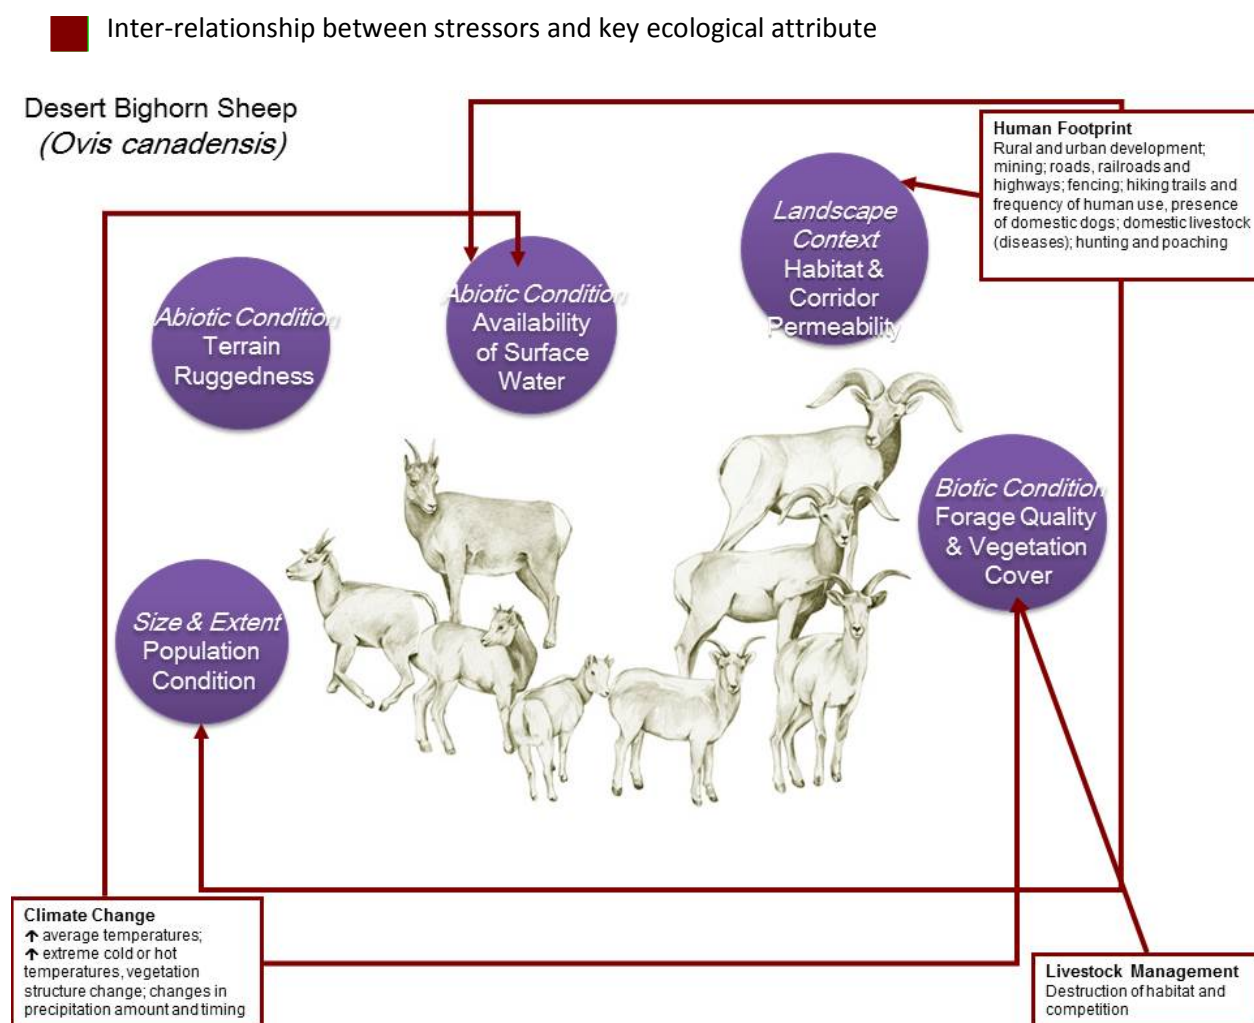 Inter-relationship between stressors and key ecological attribute
Desert Bighorn Sheep
(Ovis canadensis)
Human Footprint
Rural and urban development;
mining; roads, railroads and
highways; fencing; hiking trails and
frequency of human use, presence
of domestic dogs; domestic livestock
(diseases); hunting and poaching
Landscape
Context
Habitat &
Corridor
Permeability
Abiotic Condition
Availability
of Surface
Water
Abiotic Condition
Terrain
Ruggedness
Biotic Condition
Forage Quality
& Vegetation
Cover
Size & Extent
Population
Condition
Climate Change
↑ average temperatures;
↑ extreme cold or hot
temperatures, vegetation
structure change; changes in
precipitation amount and timing
Livestock Management
Destruction of habitat and
competition